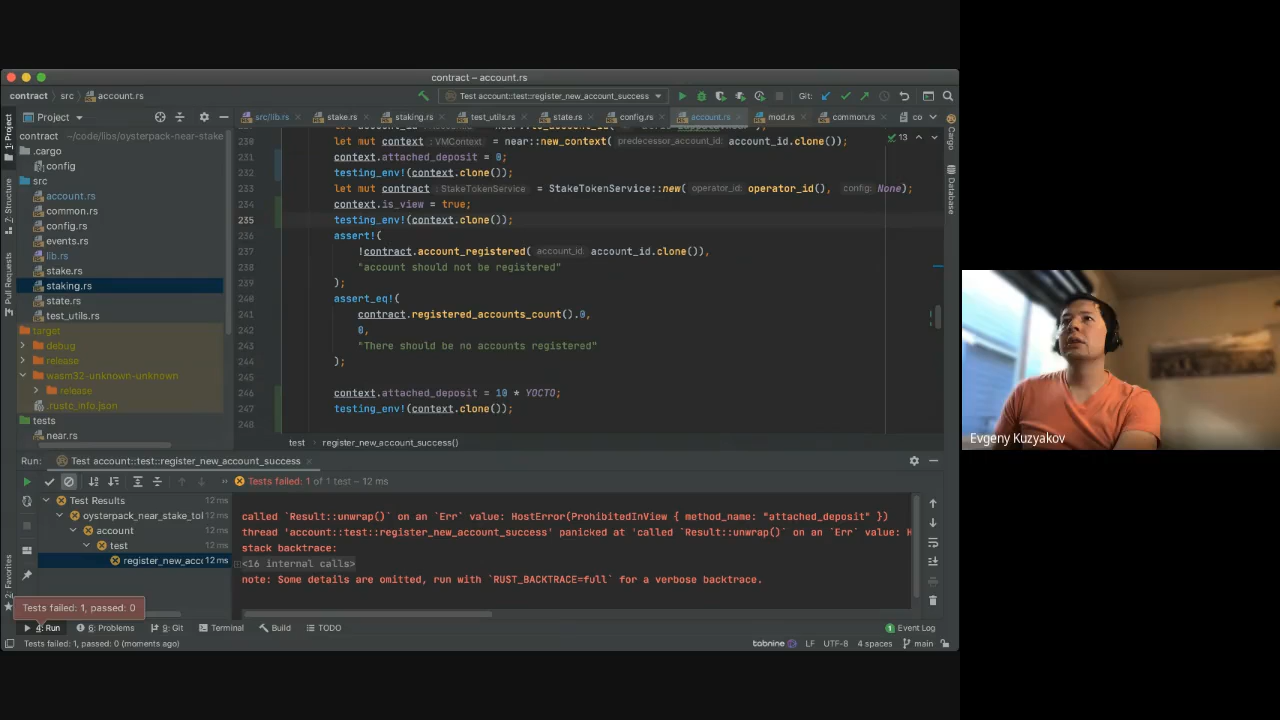 contract – account.rs
contract › src › account.rs
Test account::test::register_new_account_success
Git:
Project
src/lib.rs
stake.rs
staking.rs
test_utils.rs
state.rs
config.rs
account.rs
mod.rs
common.rs
co
contract ~/code/libs/oysterpack-near-stake
.cargo
config
src
account.rs
common.rs
config.rs
events.rs
lib.rs
stake.rs
staking.rs
state.rs
test_utils.rs
target
debug
release
wasm32-unknown-unknown
release
.rustc_info.json
tests
near.rs
1: Project
7: Structure
Pull Requests
2: Favorites
Cargo
Database
13
230 let mut context : VMContext = near::new_context( predecessor_account_id: account_id.clone());
231 context.attached_deposit = 0;
232 testing_env!(context.clone());
233 let mut contract : StakeTokenService = StakeTokenService::new( operator_id: operator_id(), config: None);
234 context.is_view = true;
235 testing_env!(context.clone());
236 assert!(
237 !contract.account_registered( account_id: account_id.clone()),
238 "account should not be registered"
239 );
240 assert_eq!(
241 contract.registered_accounts_count().0,
242 0,
243 "There should be no accounts registered"
244 );
245
246 context.attached_deposit = 10 * YOCTO;
247 testing_env!(context.clone());
248
test › register_new_account_success()
Run: Test account::test::register_new_account_success
Tests failed: 1 of 1 test – 12 ms
Test Results 12 ms
oysterpack_near_stake_tol 12 ms
account 12 ms
test 12 ms
register_new_acc 12 ms
called `Result::unwrap()` on an `Err` value: HostError(ProhibitedInView { method_name: "attached_deposit" })
thread 'account::test::register_new_account_success' panicked at 'called `Result::unwrap()` on an `Err` value: H
stack backtrace:
<16 internal calls>
note: Some details are omitted, run with `RUST_BACKTRACE=full` for a verbose backtrace.
Tests failed: 1, passed: 0
4: Run
6: Problems
9: Git
Terminal
Build
TODO
1 Event Log
Tests failed: 1, passed: 0 (moments ago)
tabnine
LF
UTF-8
4 spaces
main
Evgeny Kuzyakov